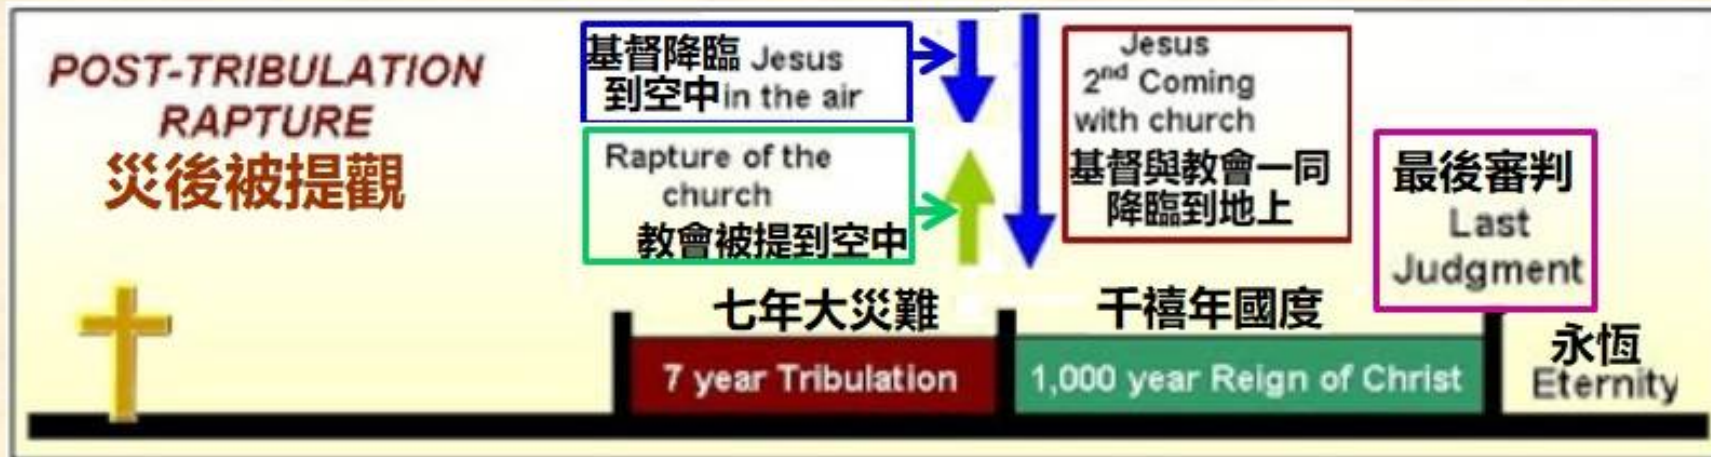 POST-TRIBULATION
RAPTURE
災後被提觀
基督降臨 Jesus
到空中 in the air
Rapture of the
church
教會被提到空中
Jesus
2nd Coming
with church
基督與教會一同
降臨到地上
最後審判
Last
Judgment
七年大災難
7 year Tribulation
千禧年國度
1,000 year Reign of Christ
永恆
Eternity